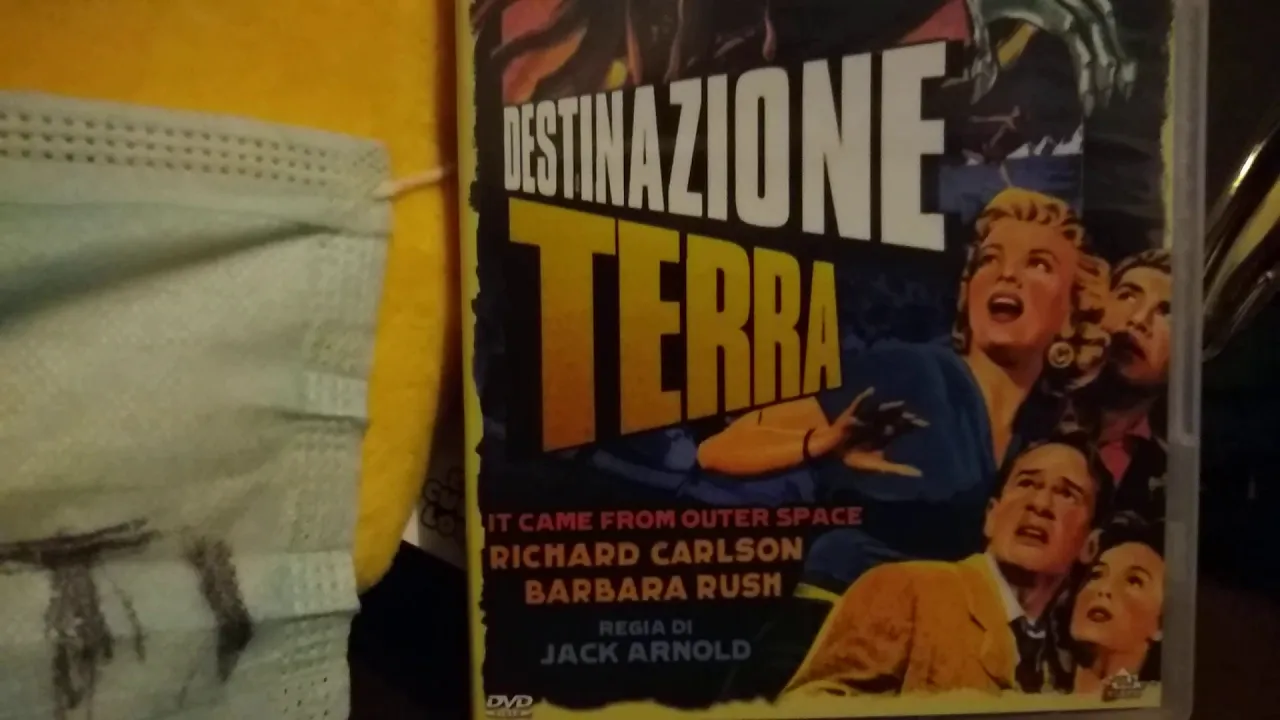 DESTINAZIONE
TERRA
IT CAME FROM OUTER SPACE
RICHARD CARLSON
BARBARA RUSH
REGIA DI
JACK ARNOLD
DVD